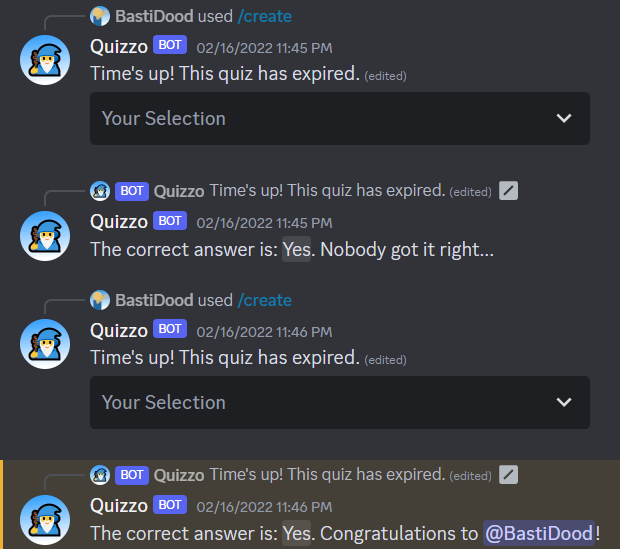 BastiDood used /create
Quizzo BOT 02/16/2022 11:45 PM
Time's up! This quiz has expired. (edited)
Your Selection
BOT Quizzo Time's up! This quiz has expired. (edited)
Quizzo BOT 02/16/2022 11:45 PM
The correct answer is: Yes. Nobody got it right...
BastiDood used /create
Quizzo BOT 02/16/2022 11:46 PM
Time's up! This quiz has expired. (edited)
Your Selection
BOT Quizzo Time's up! This quiz has expired. (edited)
Quizzo BOT 02/16/2022 11:46 PM
The correct answer is: Yes. Congratulations to @BastiDood!